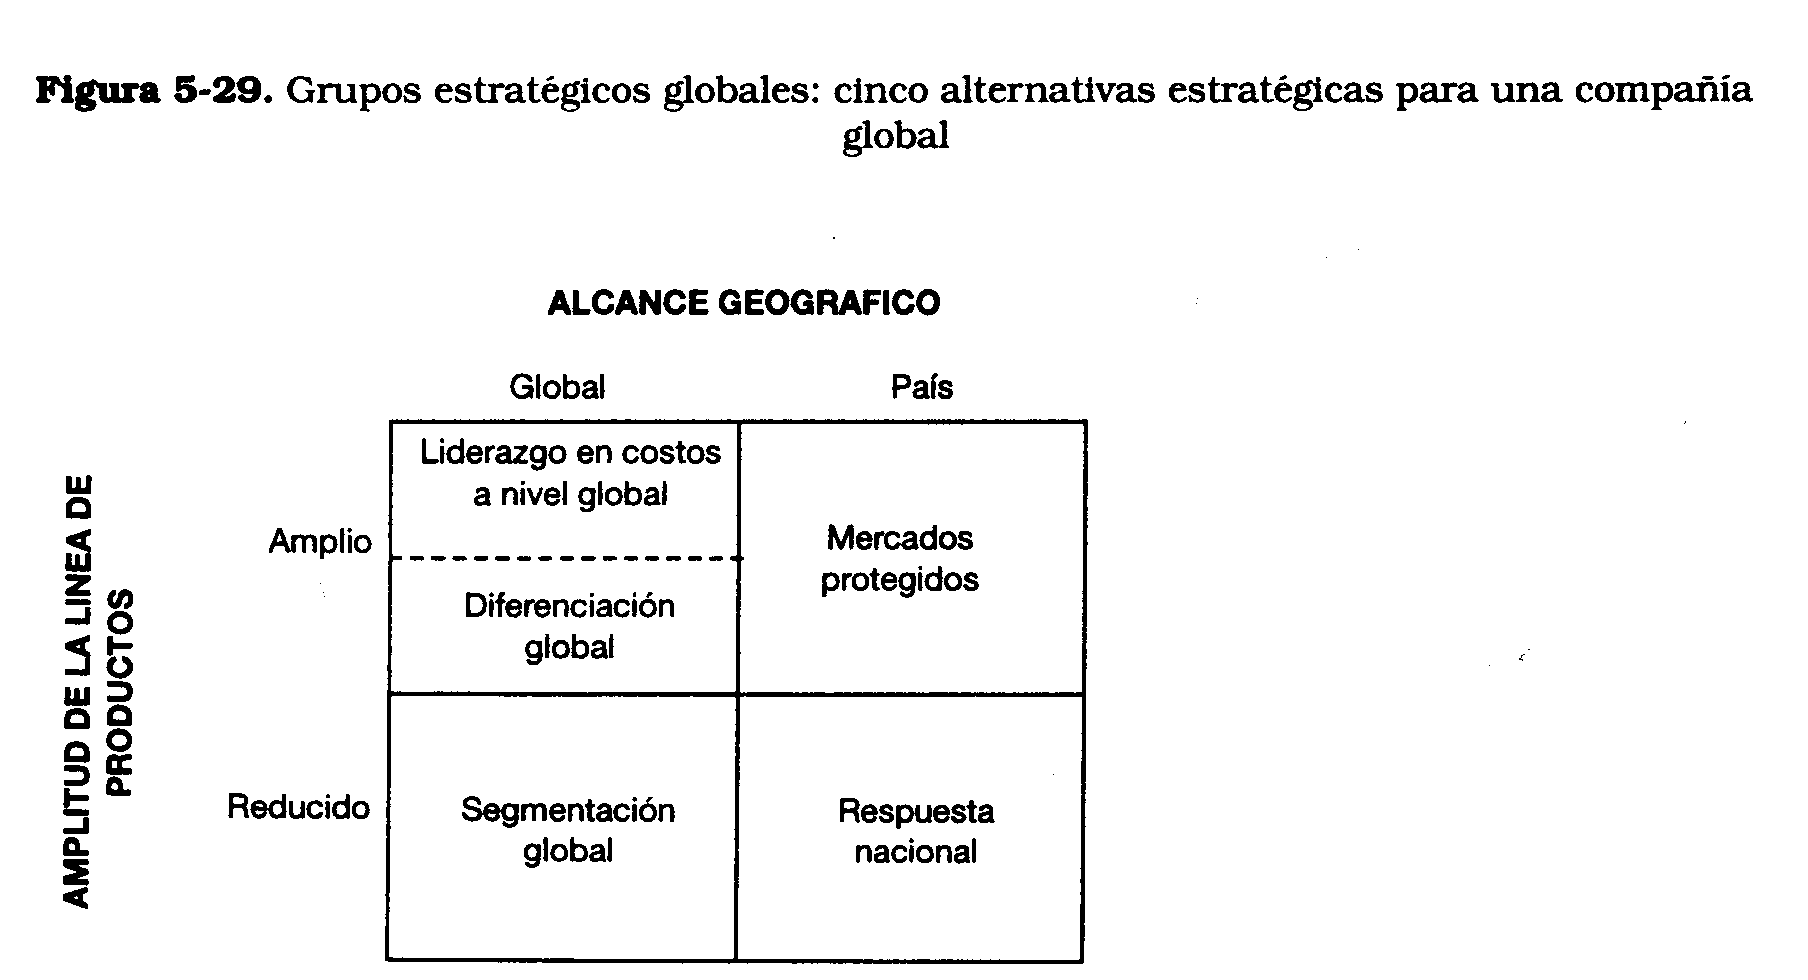 Figura 5-29. Grupos estratégicos globales: cinco alternativas estratégicas para una compañía
global
ALCANCE GEOGRAFICO
Global País
AMPLITUD DE LA LINEA DE
PRODUCTOS
Amplio
Liderazgo en costos
a nivel global
Diferenciación
global
Mercados
protegidos
Reducido
Segmentación
global
Respuesta
nacional